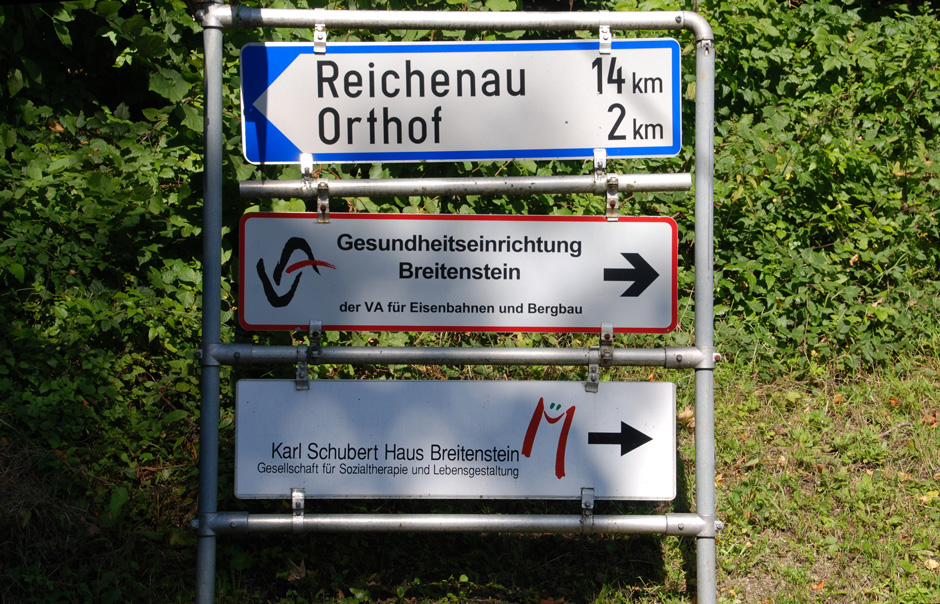 Reichenau 14 km
Orthof 2 km
Gesundheitseinrichtung
Breitenstein
der VA für Eisenbahnen und Bergbau
Karl Schubert Haus Breitenstein
Gesellschaft für Sozialtherapie und Lebensgestaltung